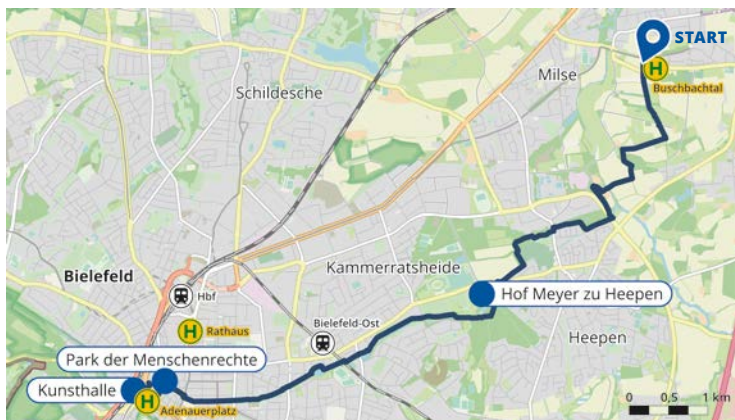 START
H
Buschbachtal
Milse
Schildesche
Kammerratsheide
Bielefeld
Hbf
Hof Meyer zu Heepen
Bielefeld-Ost
H
Rathaus
Heepen
Park der Menschenrechte
Kunsthalle
H
Adenauerplatz
0 0,5 1 km